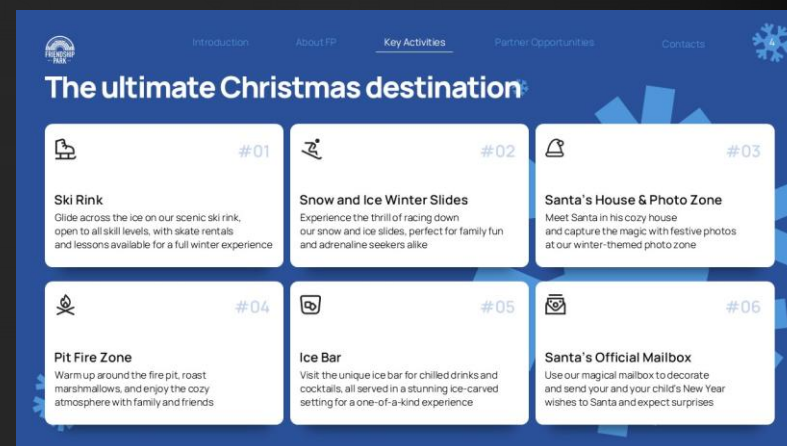 FRIENDSHIP
PARK
Introduction
About FP
Key Activities
Partner Opportunities
Contacts
4
The ultimate Christmas destination
#01
Ski Rink
Glide across the ice on our scenic ski rink,
open to all skill levels, with skate rentals
and lessons available for a full winter experience
#02
Snow and Ice Winter Slides
Experience the thrill of racing down
our snow and ice slides, perfect for family fun
and adrenaline seekers alike
#03
Santa's House & Photo Zone
Meet Santa in his cozy house
and capture the magic with festive photos
at our winter-themed photo zone
#04
Pit Fire Zone
Warm up around the fire pit, roast
marshmallows, and enjoy the cozy
atmosphere with family and friends
#05
Ice Bar
Visit the unique ice bar for chilled drinks and
cocktails, all served in a stunning ice-carved
setting for a one-of-a-kind experience
#06
Santa's Official Mailbox
Use our magical mailbox to decorate
and send your and your child's New Year
wishes to Santa and expect surprises